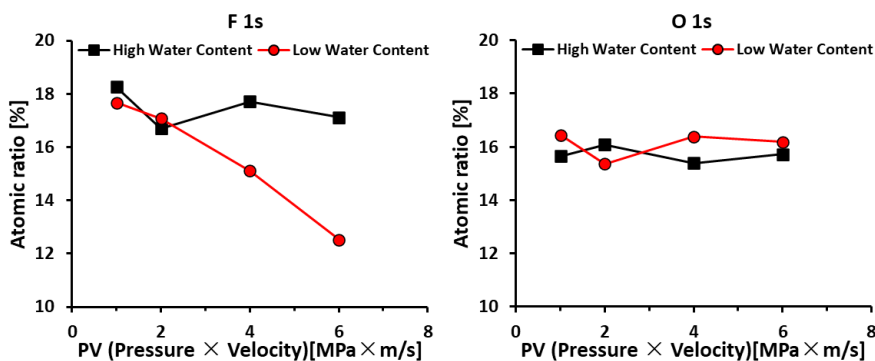 F 1s
20
High Water Content
Low Water Content
18
16
14
12
10
Atomic ratio [%]
0
2
4
6
8
PV (Pressure × Velocity)[MPa×m/s]
O 1s
20
High Water Content
Low Water Content
18
16
14
12
10
Atomic ratio [%]
0
2
4
6
8
PV (Pressure × Velocity)[MPa×m/s]